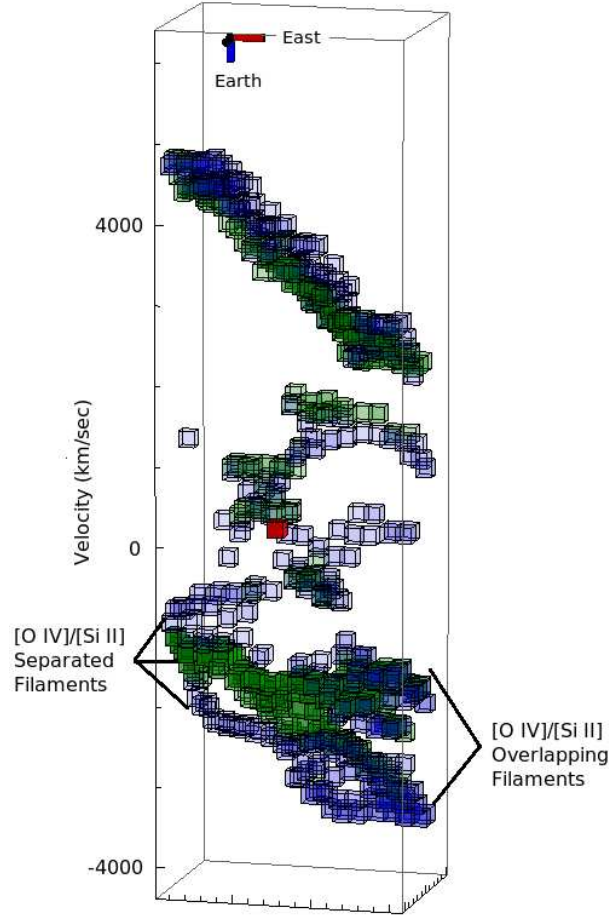 East
Earth
4000
Velocity (km/sec)
0
[O IV]/[Si II]
Separated
Filaments
[O IV]/[Si II]
Overlapping
Filaments
-4000